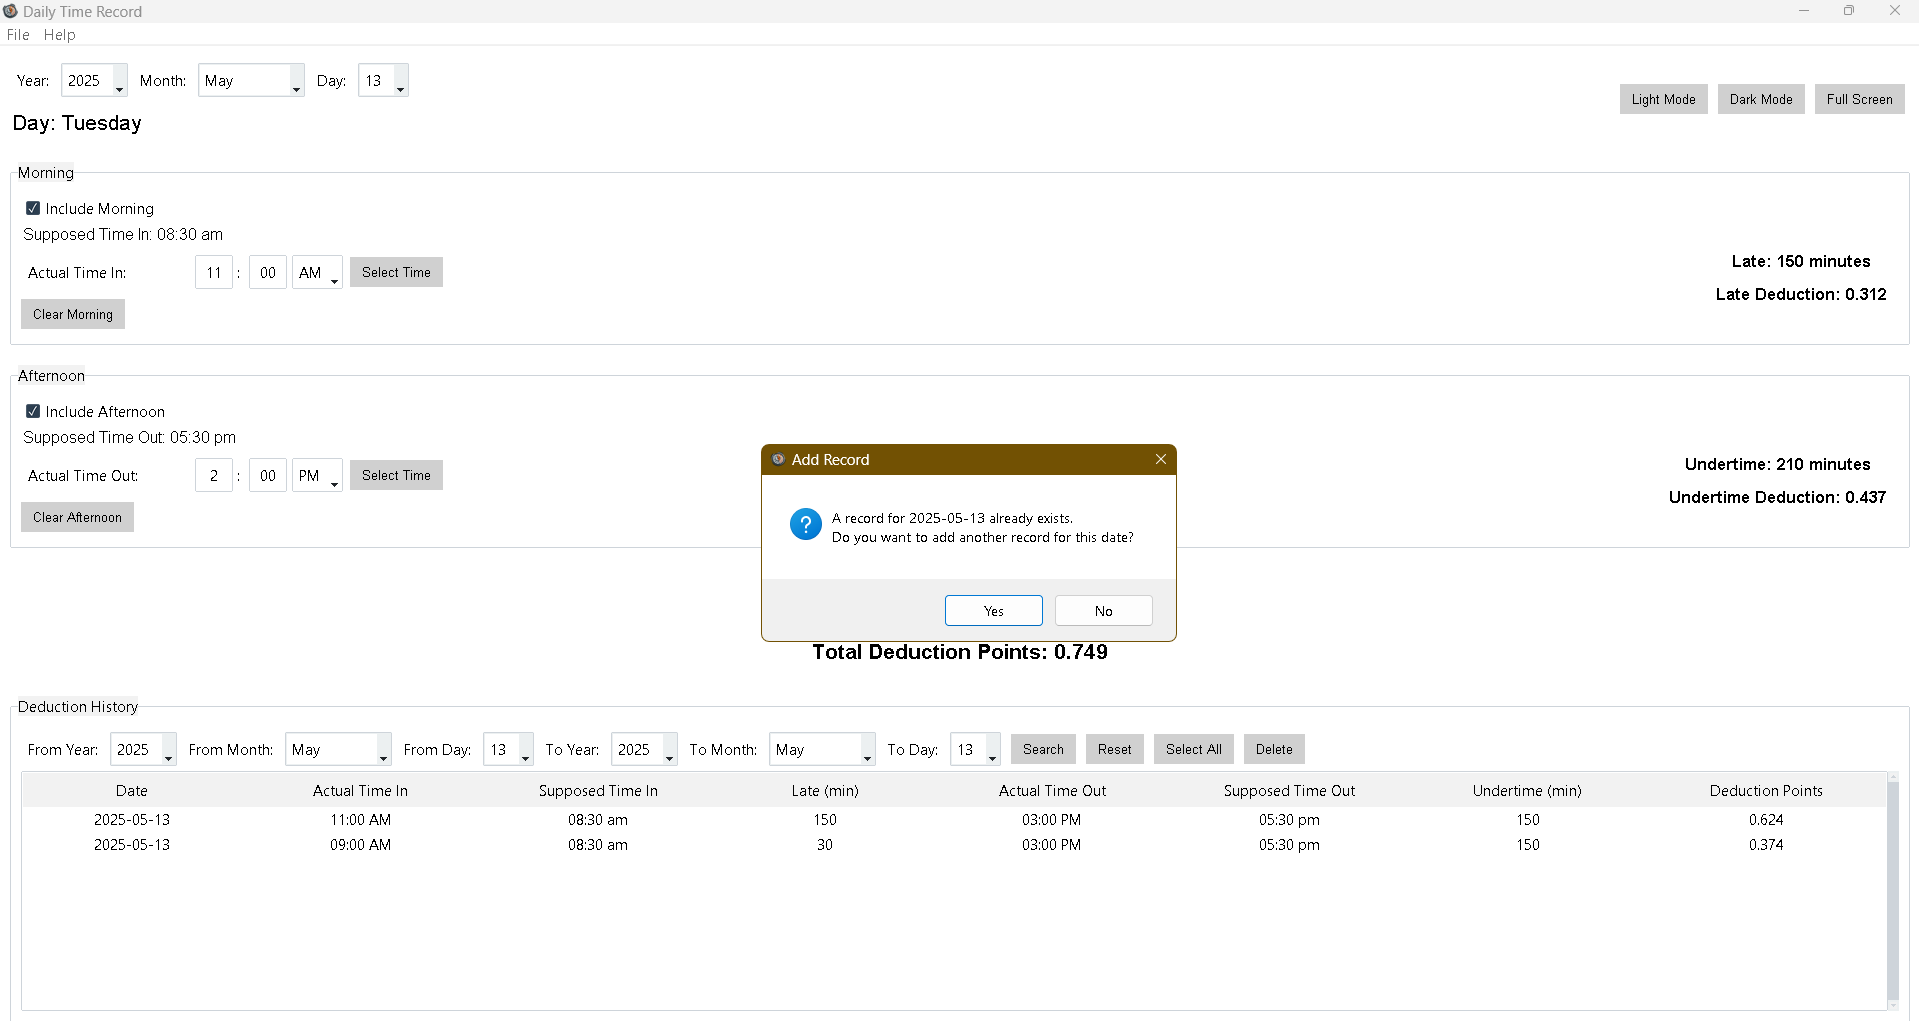 Daily Time Record
File Help
Year: 2025 Month: May Day: 13
Light Mode Dark Mode Full Screen
Day: Tuesday
Morning
Include Morning
Supposed Time In: 08:30 am
Actual Time In: 11 : 00 AM Select Time
Late: 150 minutes
Late Deduction: 0.312
Clear Morning
Afternoon
Include Afternoon
Supposed Time Out: 05:30 pm
Actual Time Out: 2 : 00 PM Select Time
Undertime: 210 minutes
Undertime Deduction: 0.437
Clear Afternoon
Add Record
A record for 2025-05-13 already exists.
Do you want to add another record for this date?
Yes No
Total Deduction Points: 0.749
Deduction History
From Year: 2025 From Month: May From Day: 13 To Year: 2025 To Month: May To Day: 13 Search Reset Select All Delete
Date Actual Time In Supposed Time In Late (min) Actual Time Out Supposed Time Out Undertime (min) Deduction Points
2025-05-13 11:00 AM 08:30 am 150 03:00 PM 05:30 pm 150 0.624
2025-05-13 09:00 AM 08:30 am 30 03:00 PM 05:30 pm 150 0.374